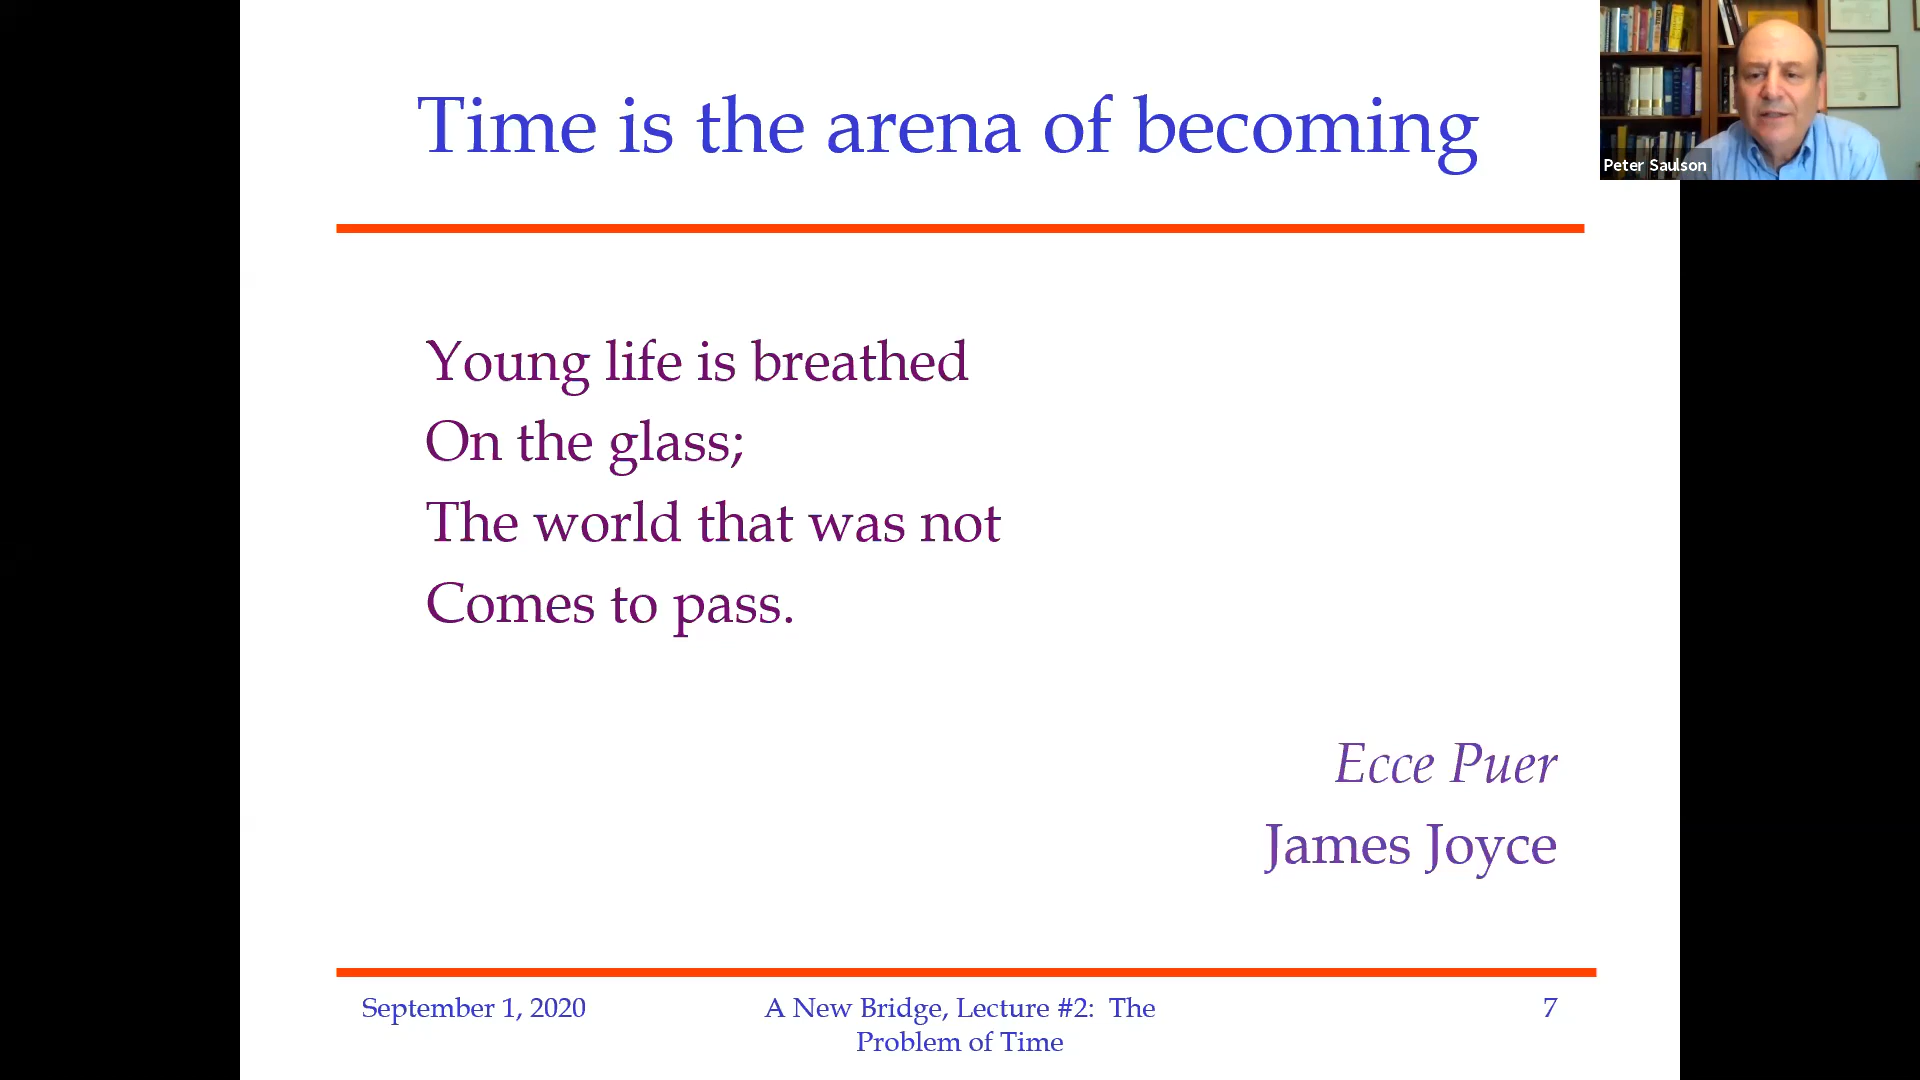 Time is the arena of becoming
Peter Saulson
Young life is breathed
On the glass;
The world that was not
Comes to pass.
Ecce Puer
James Joyce
September 1, 2020
A New Bridge, Lecture #2: The
Problem of Time
7